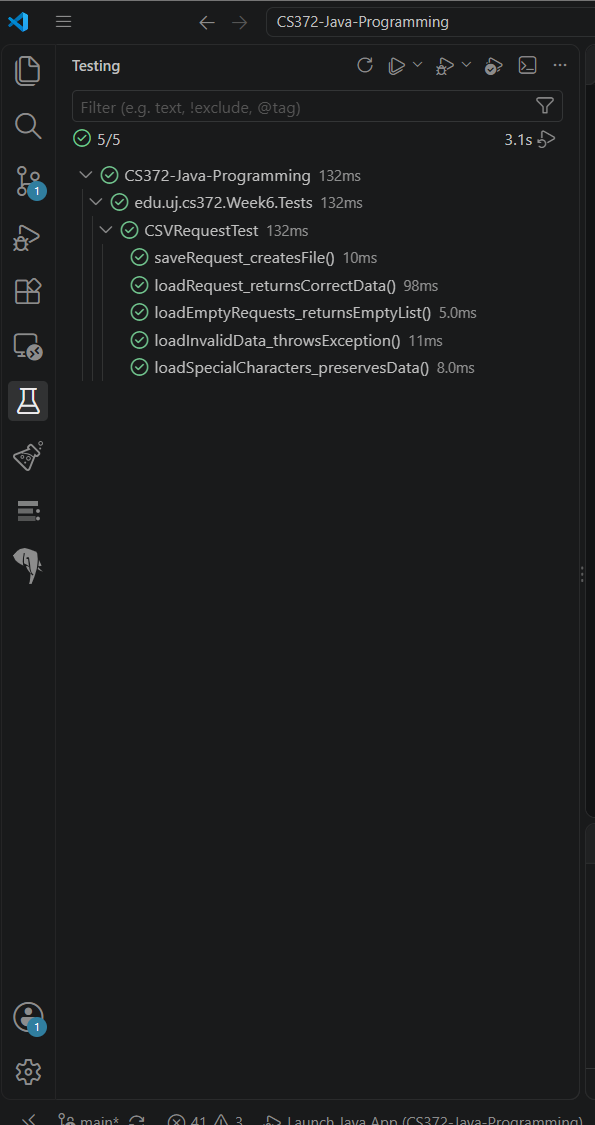 CS372-Java-Programming
Testing
Filter (e.g. text, !exclude, @tag)
5/5 3.1s
CS372-Java-Programming 132ms
1
edu.uj.cs372.Week6.Tests 132ms
CSVRequestTest 132ms
saveRequest_createsFile() 10ms
loadRequest_returnsCorrectData() 98ms
loadEmptyRequests_returnsEmptyList() 5.0ms
loadInvalidData_throwsException() 11ms
loadSpecialCharacters_preservesData() 8.0ms
1
main* 41 3 Launch Java App (CS372-Java-Programming)